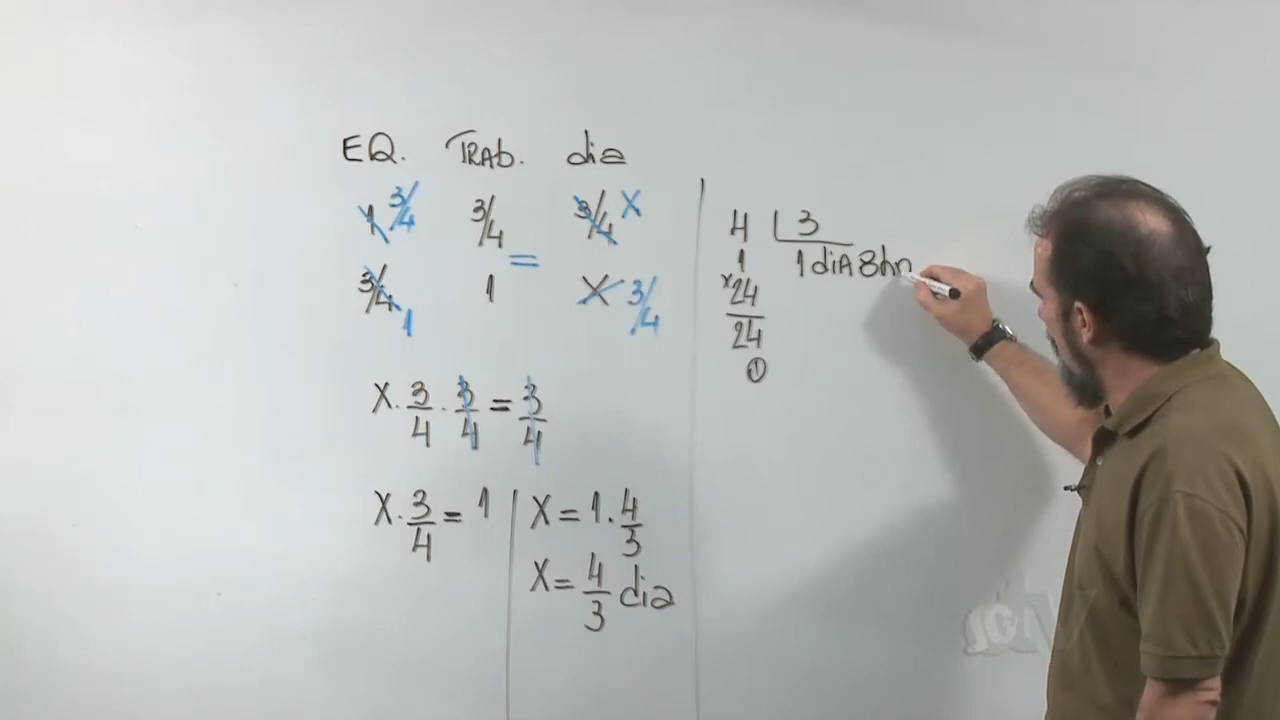 EQ. TRAb. dia
1 3/4 3/4 3/4 X
=
3/4 1 1 X 3/4
X · 3/4 · 3/4 = 3/4
X · 3/4 = 1
X = 1 · 4/3
X = 4/3 dia
4 | 3
1 1 diA 8hn
x24
24
0